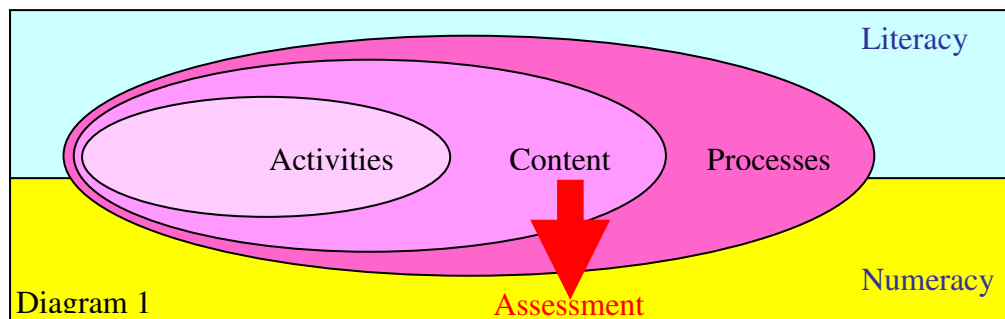 Literacy
Activities
Content
Processes
Numeracy
Diagram 1
Assessment